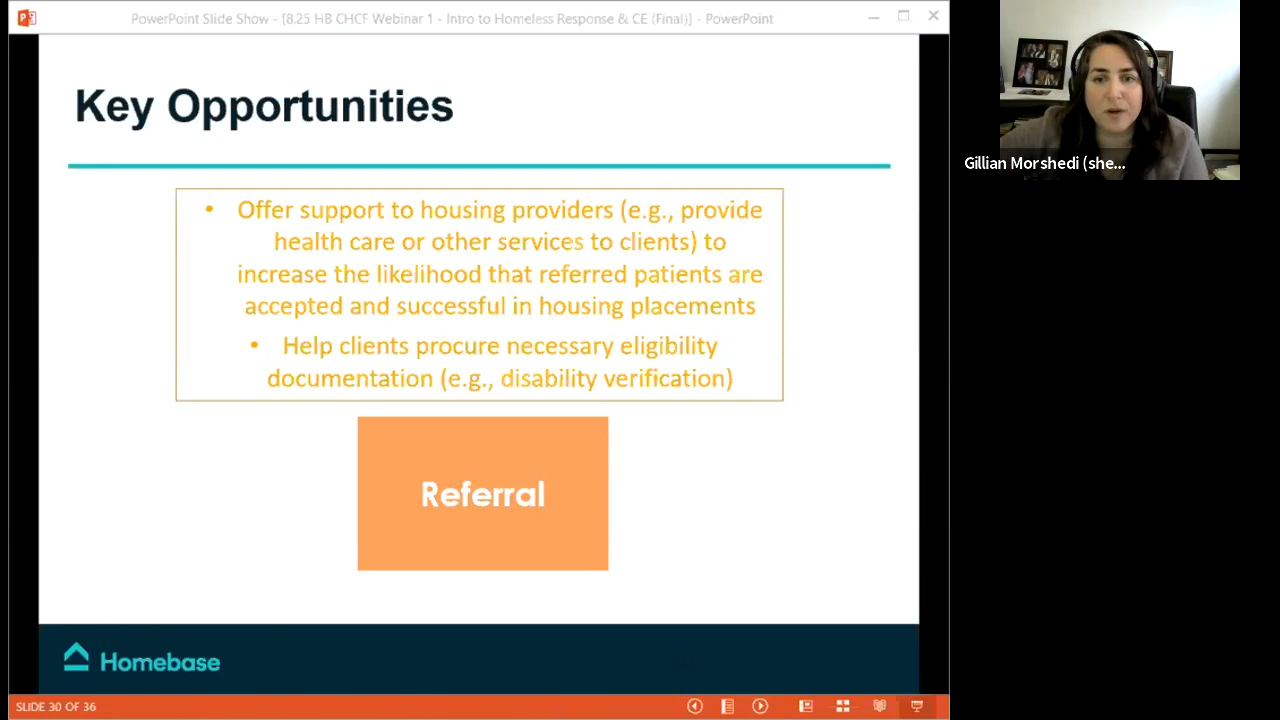 PowerPoint Slide Show - [8.25 HB CHCF Webinar 1 - Intro to Homeless Response & CE (Final)] - PowerPoint
Key Opportunities
• Offer support to housing providers (e.g., provide
health care or other services to clients) to
increase the likelihood that referred patients are
accepted and successful in housing placements
• Help clients procure necessary eligibility
documentation (e.g., disability verification)
Referral
Homebase
SLIDE 30 OF 36
Gillian Morshedi (she...